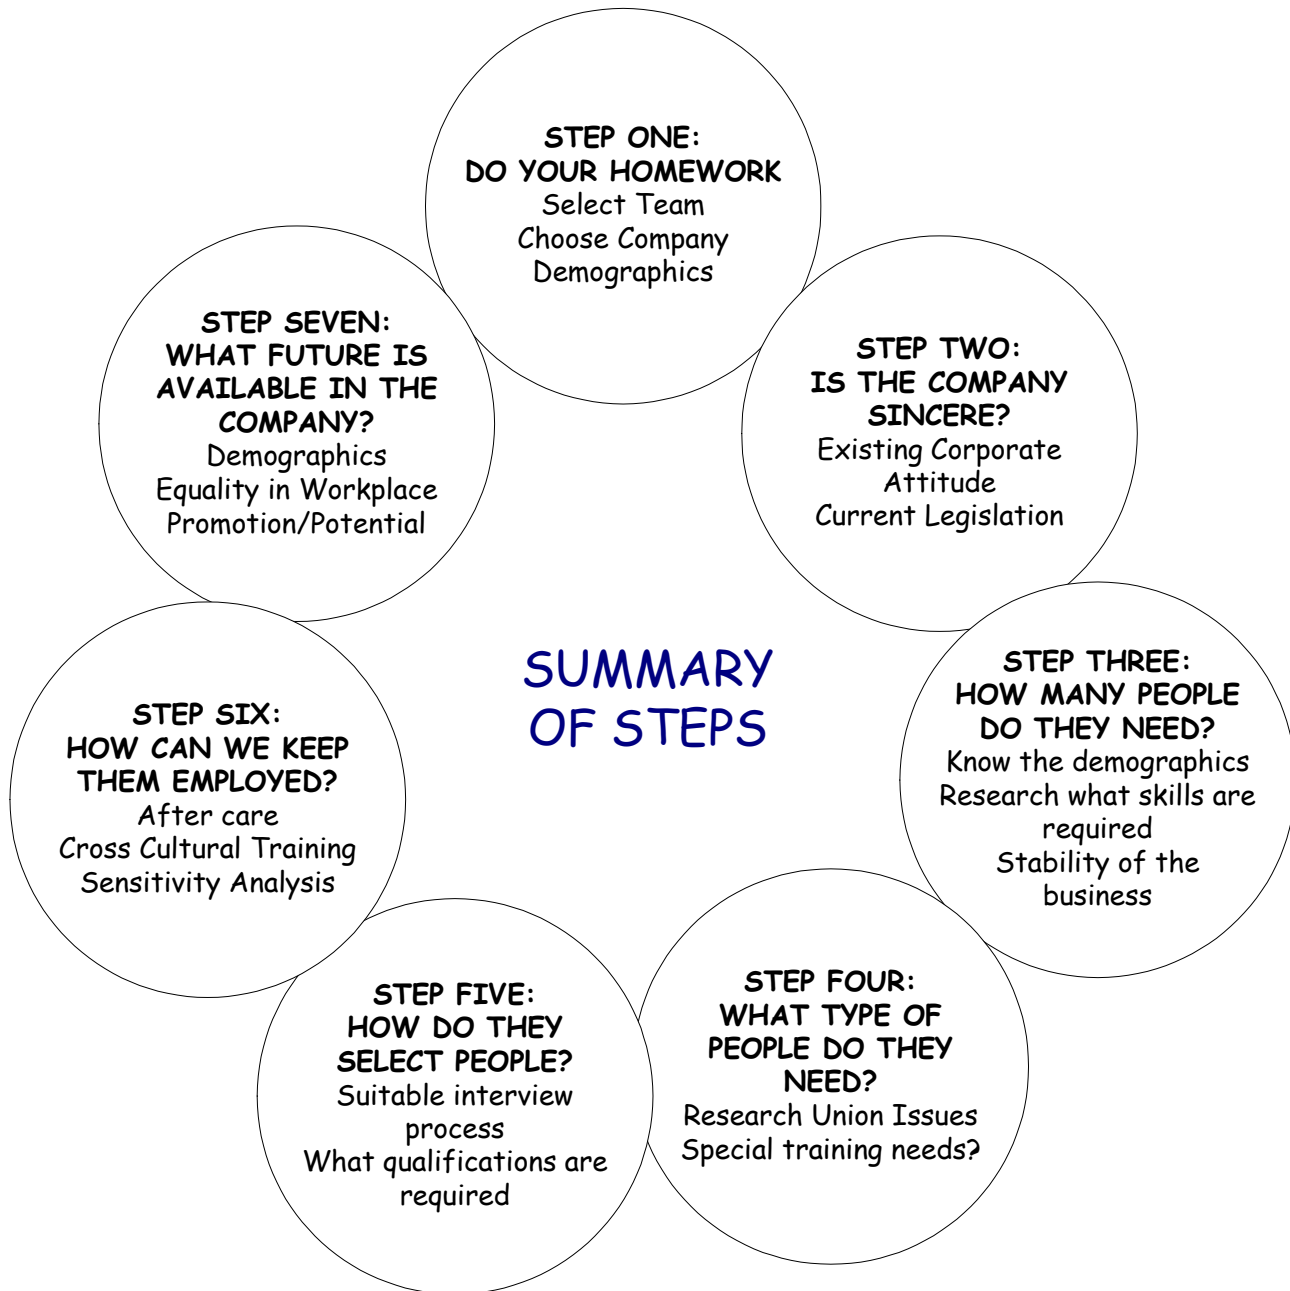 STEP ONE:
DO YOUR HOMEWORK
Select Team
Choose Company
Demographics
STEP TWO:
IS THE COMPANY
SINCERE?
Existing Corporate
Attitude
Current Legislation
STEP THREE:
HOW MANY PEOPLE
DO THEY NEED?
Know the demographics
Research what skills are
required
Stability of the
business
STEP FOUR:
WHAT TYPE OF
PEOPLE DO THEY
NEED?
Research Union Issues
Special training needs?
STEP FIVE:
HOW DO THEY
SELECT PEOPLE?
Suitable interview
process
What qualifications are
required
STEP SIX:
HOW CAN WE KEEP
THEM EMPLOYED?
After care
Cross Cultural Training
Sensitivity Analysis
STEP SEVEN:
WHAT FUTURE IS
AVAILABLE IN THE
COMPANY?
Demographics
Equality in Workplace
Promotion/Potential
SUMMARY
OF STEPS